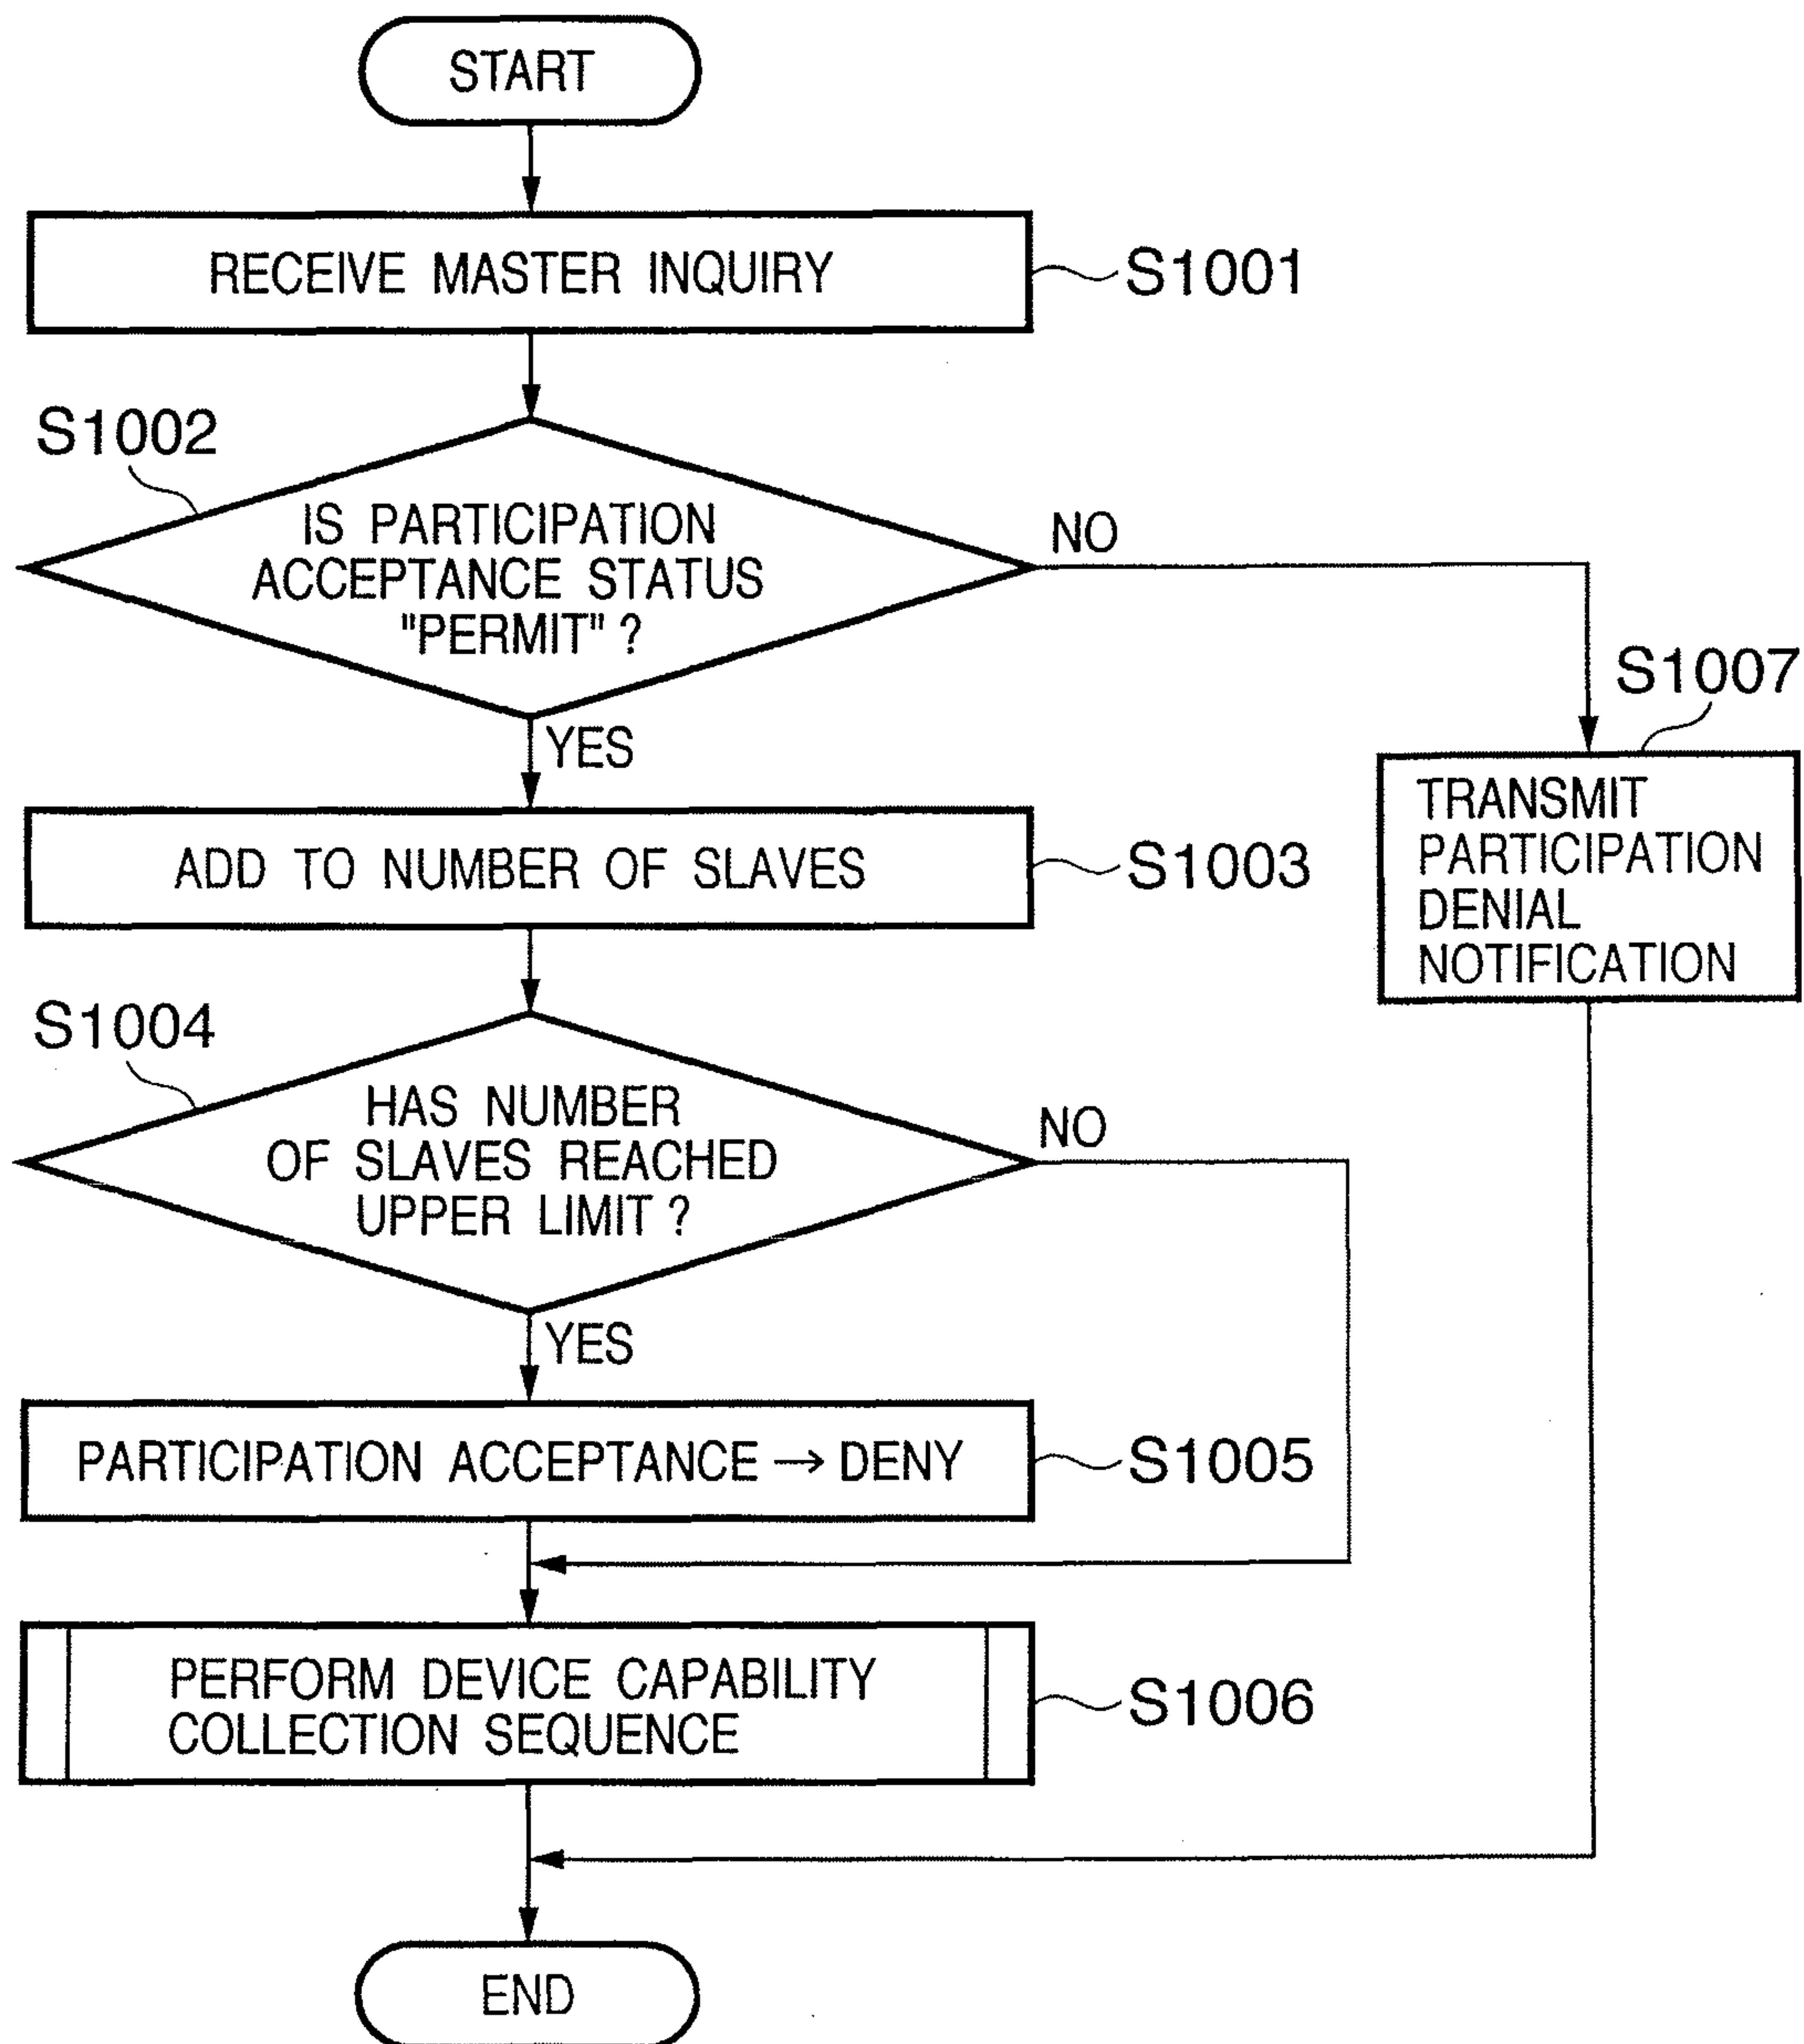 START
RECEIVE MASTER INQUIRY
S1001
S1002
IS PARTICIPATION
ACCEPTANCE STATUS
"PERMIT" ?
NO
YES
S1007
TRANSMIT
PARTICIPATION
DENIAL
NOTIFICATION
ADD TO NUMBER OF SLAVES
S1003
S1004
HAS NUMBER
OF SLAVES REACHED
UPPER LIMIT ?
NO
YES
PARTICIPATION ACCEPTANCE → DENY
S1005
PERFORM DEVICE CAPABILITY
COLLECTION SEQUENCE
S1006
END